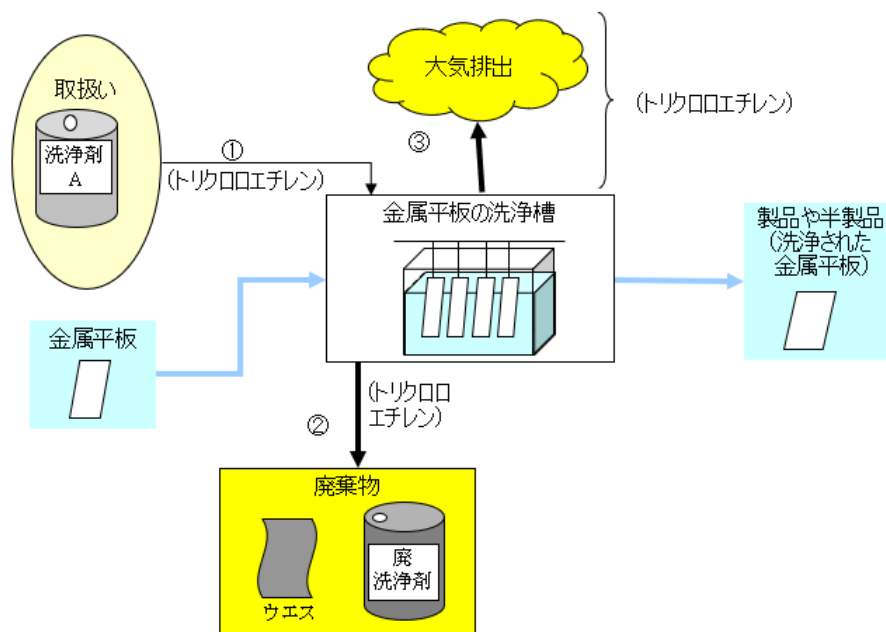 大気排出
取扱い
洗浄剤
A
①
(トリクロロエチレン)
③
(トリクロロエチレン)
金属平板の洗浄槽
製品や半製品
(洗浄された
金属平板)
金属平板
(トリクロロ
エチレン)
②
廃棄物
ウエス
廃
洗浄剤